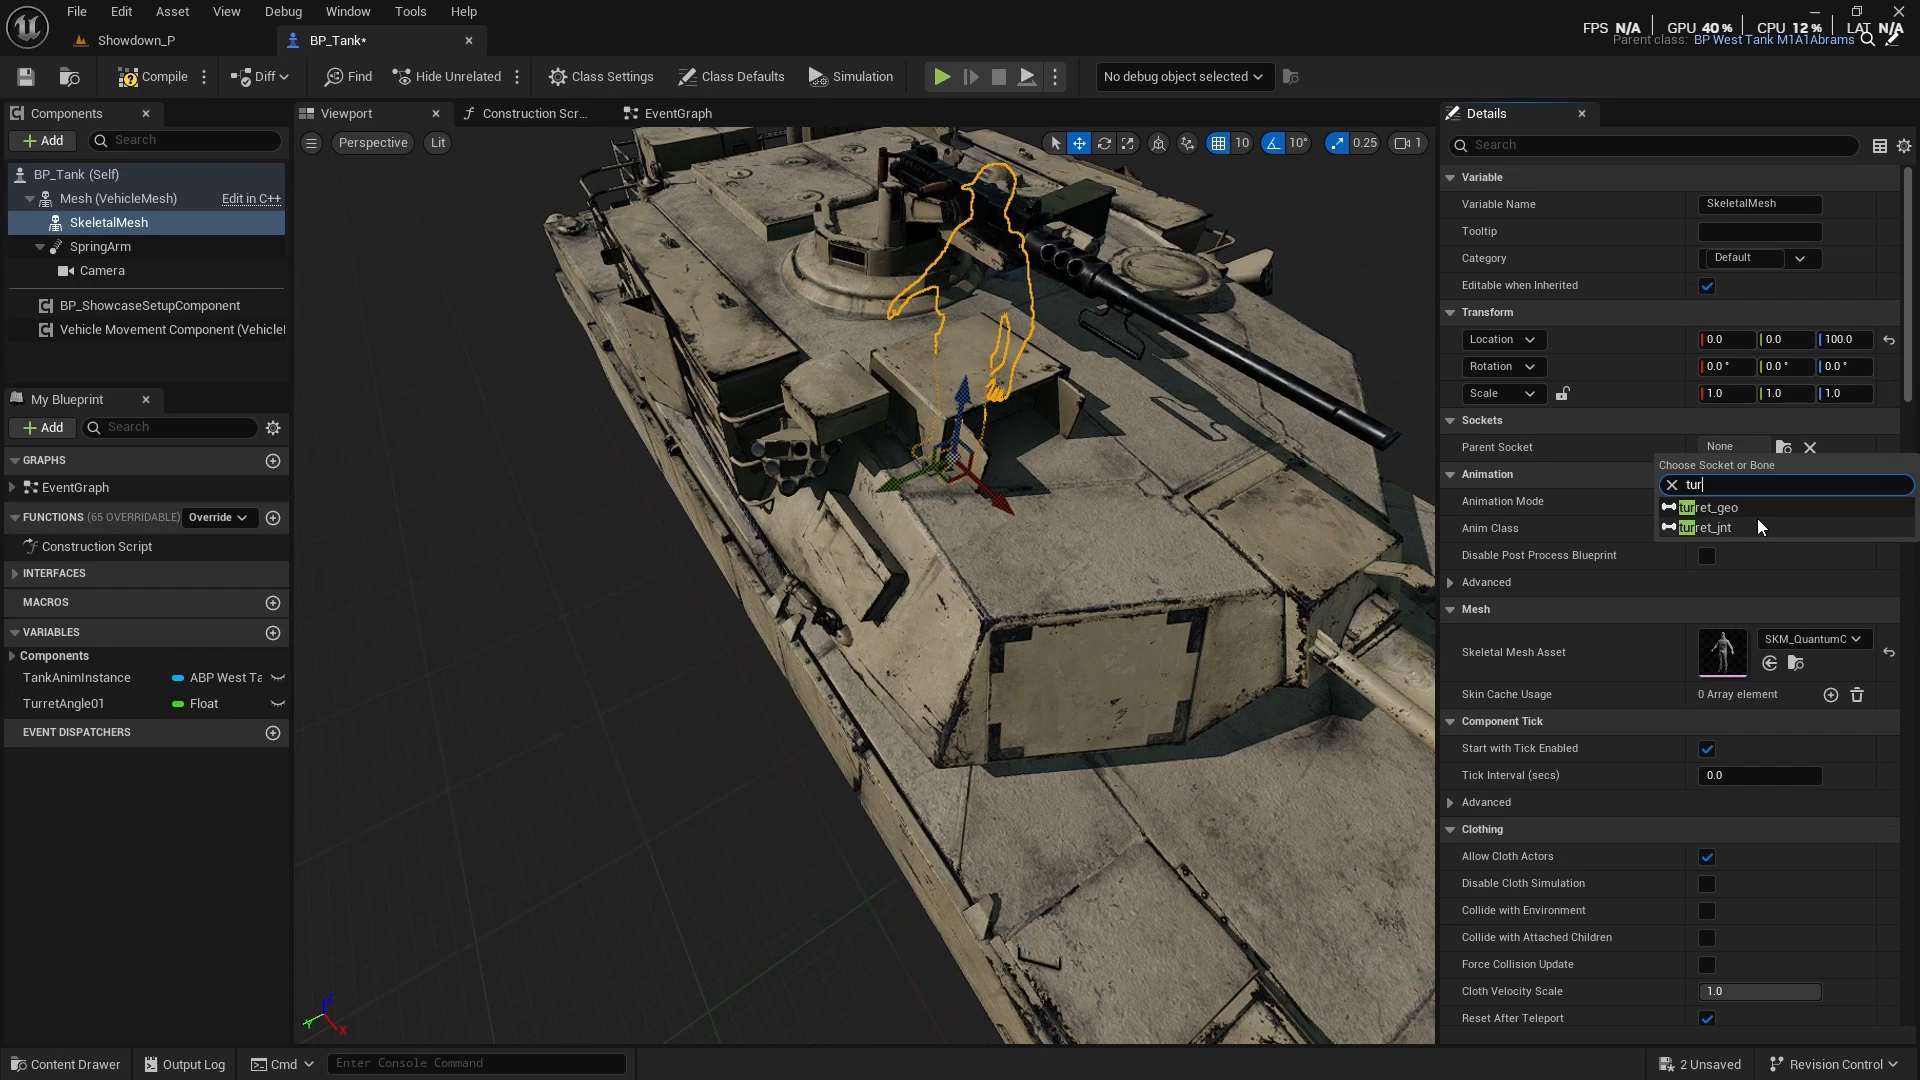 File Edit Asset View Debug Window Tools Help
FPS N/A GPU 40 % CPU 12 % LAT N/A
Showdown_P BP_Tank*
Parent class: BP West Tank M1A1Abrams
Compile Diff Find Hide Unrelated Class Settings Class Defaults Simulation No debug object selected
Components
Add Search
BP_Tank (Self)
Mesh (VehicleMesh) Edit in C++
SkeletalMesh
SpringArm
Camera
BP_ShowcaseSetupComponent
Vehicle Movement Component (Vehicle
My Blueprint
Add Search
GRAPHS
EventGraph
FUNCTIONS (65 OVERRIDABLE) Override
Construction Script
INTERFACES
MACROS
VARIABLES
Components
TankAnimInstance ABP West Ta
TurretAngle01 Float
EVENT DISPATCHERS
Viewport Construction Scr... EventGraph
Perspective Lit 10 10° 0.25 1
Details
Search
Variable
Variable Name SkeletalMesh
Tooltip
Category Default
Editable when Inherited
Transform
Location 0.0 0.0 100.0
Rotation 0.0 ° 0.0 ° 0.0 °
Scale 1.0 1.0 1.0
Sockets
Parent Socket None
Choose Socket or Bone
tur
turret_geo
turret_jnt
Animation
Animation Mode
Anim Class
Disable Post Process Blueprint
Advanced
Mesh
Skeletal Mesh Asset SKM_QuantumC
Skin Cache Usage 0 Array element
Component Tick
Start with Tick Enabled
Tick Interval (secs) 0.0
Advanced
Clothing
Allow Cloth Actors
Disable Cloth Simulation
Collide with Environment
Collide with Attached Children
Force Collision Update
Cloth Velocity Scale 1.0
Reset After Teleport
Z
Y
X
Content Drawer Output Log Cmd Enter Console Command 2 Unsaved Revision Control